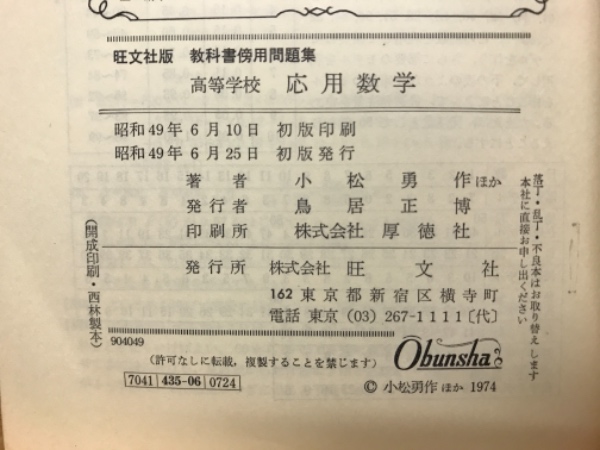 旺文社版 教科書傍用問題集
高等学校 応用数学
昭和49年 6月10日 初版印刷
昭和49年 6月25日 初版発行
著者 小松勇作ほか
発行者 鳥居正博
印刷所 株式会社 厚徳社
発行所 株式会社 旺文社
162 東京都新宿区横寺町
電話 東京 (03) 267-1111〔代〕
904049
(許可なしに転載, 複製することを禁じます)
Obunsha
7041 435-06 0724
© 小松勇作 ほか 1974
落丁・乱丁・不良本はお取り替えします
本社に直接お申し出ください
(開成印刷・西林製本)